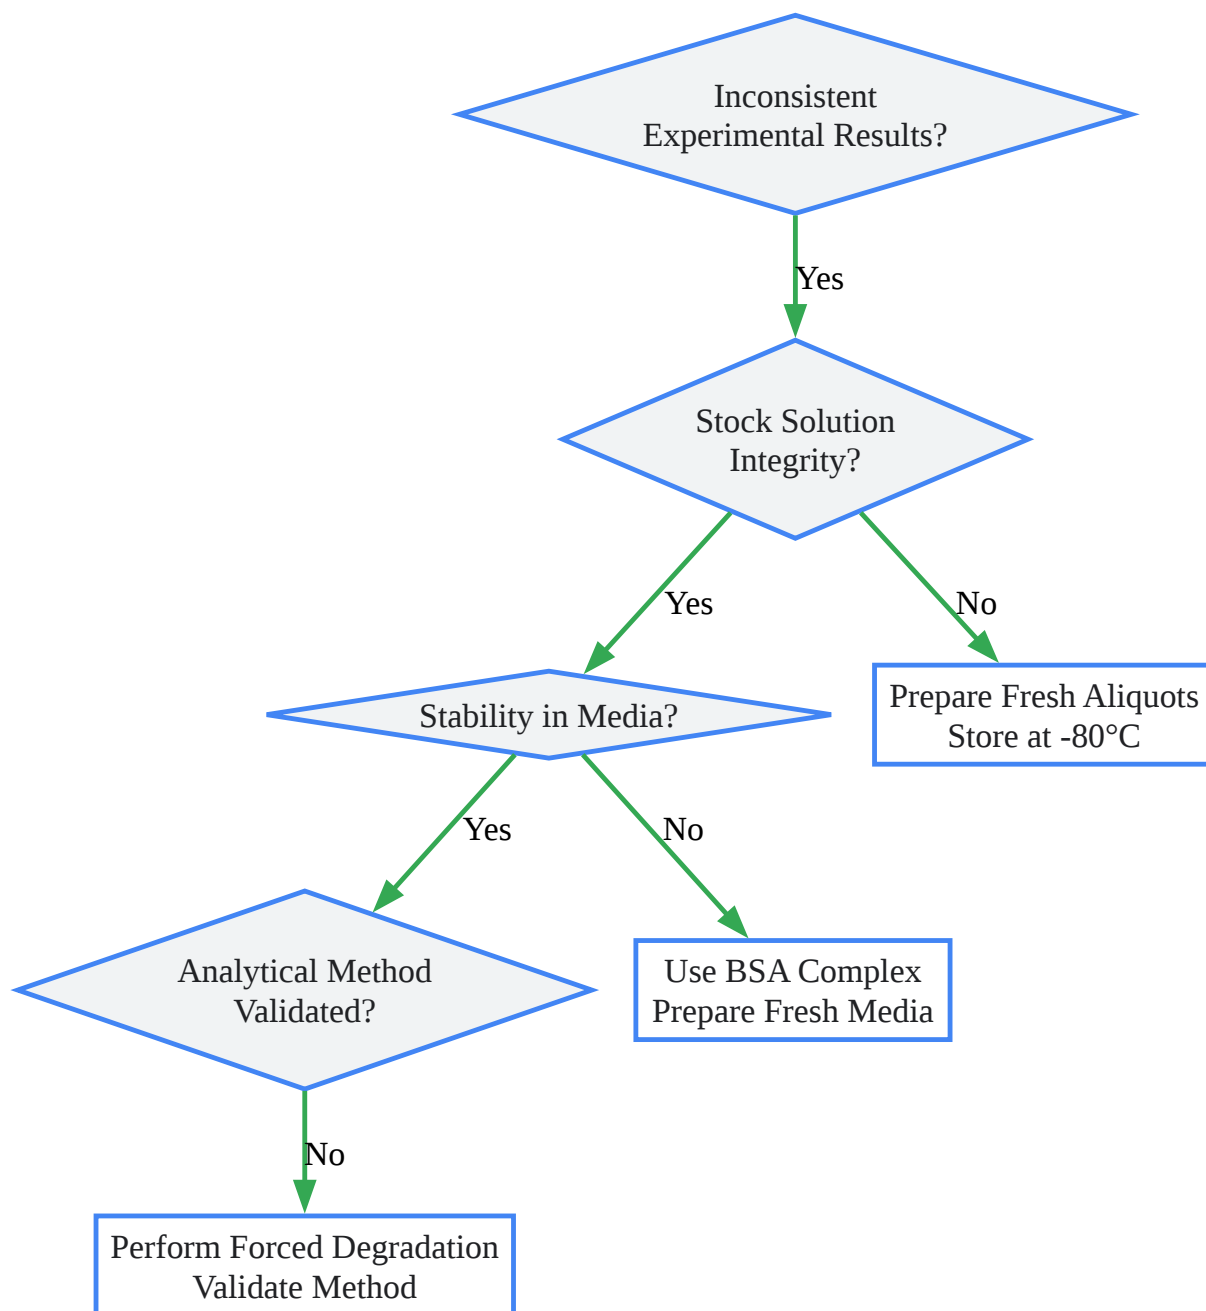 Inconsistent
Experimental Results?
Yes
Stock Solution
Integrity?
Yes
No
Prepare Fresh Aliquots
Store at -80°C
Stability in Media?
Yes
No
Analytical Method
Validated?
Use BSA Complex
Prepare Fresh Media
No
Perform Forced Degradation
Validate Method